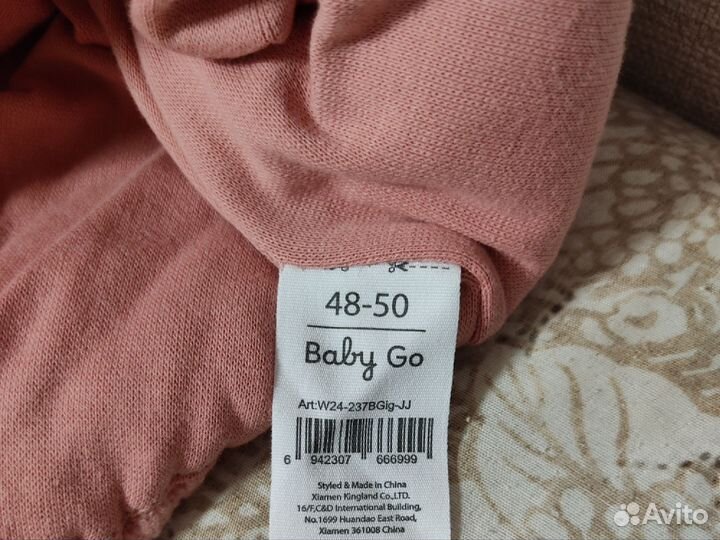 48-50
Baby Go
Art:W24-237BGig-JJ
6 942307 666999
Styled & Made in China
Xiamen Kingland Co.,LTD.
16/F,C&D International Building,
No.1699 Huandao East Road,
Xiamen 361008 China
Avito